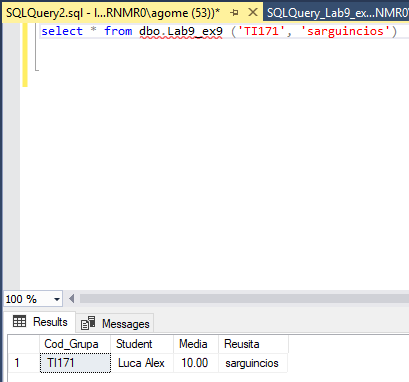 SQLQuery2.sql - I...RNMR0\agome (53))*
SQLQuery_Lab9_ex...NMR0\
select * from dbo.Lab9_ex9 ('TI171', 'sarguincios')
100 %
Results
Messages
Cod_Grupa Student Media Reusita
1 TI171 Luca Alex 10.00 sarguincios